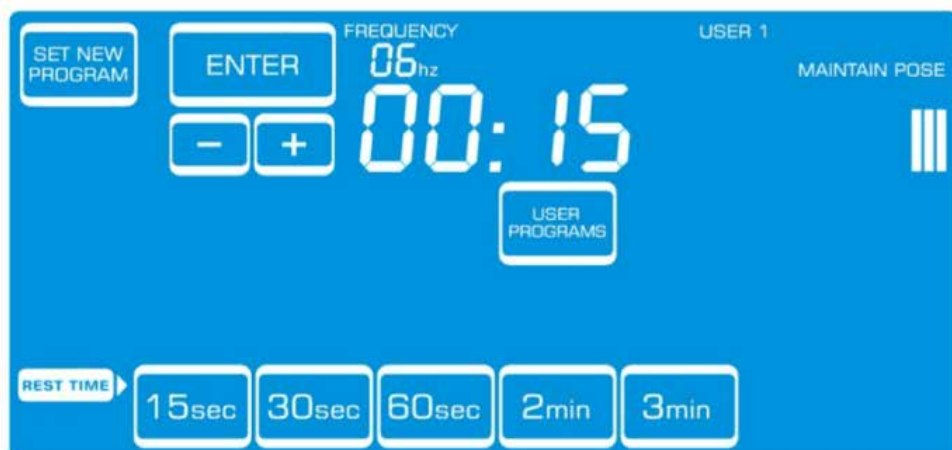 SET NEW
PROGRAM
ENTER
FREQUENCY
06hz
USER 1
MAINTAIN POSE
- +
00:15
USER
PROGRAMS
REST TIME
15sec 30sec 60sec 2min 3min